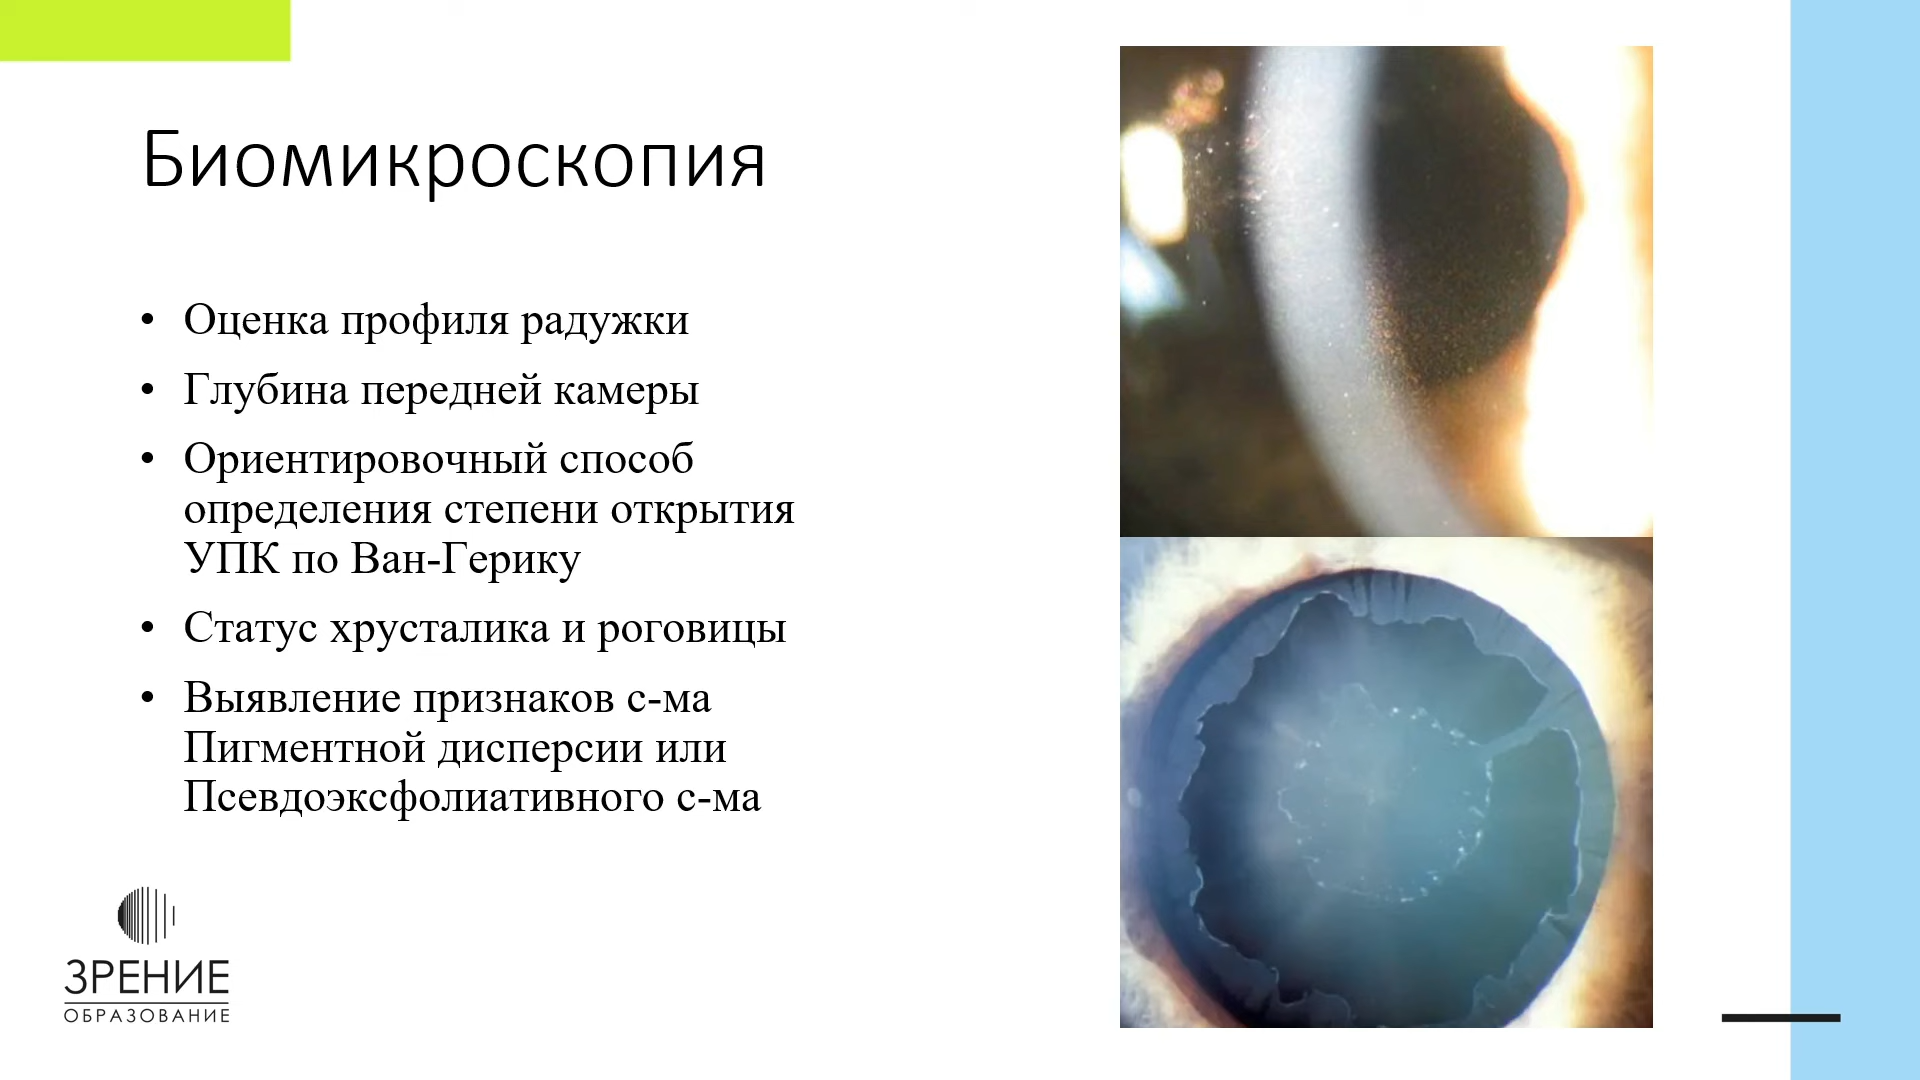 Биомикроскопия
• Оценка профиля радужки
• Глубина передней камеры
• Ориентировочный способ
определения степени открытия
УПК по Ван-Герику
• Статус хрусталика и роговицы
• Выявление признаков с-ма
Пигментной дисперсии или
Псевдоэксфолиативного с-ма
ЗРЕНИЕ
ОБРАЗОВАНИЕ